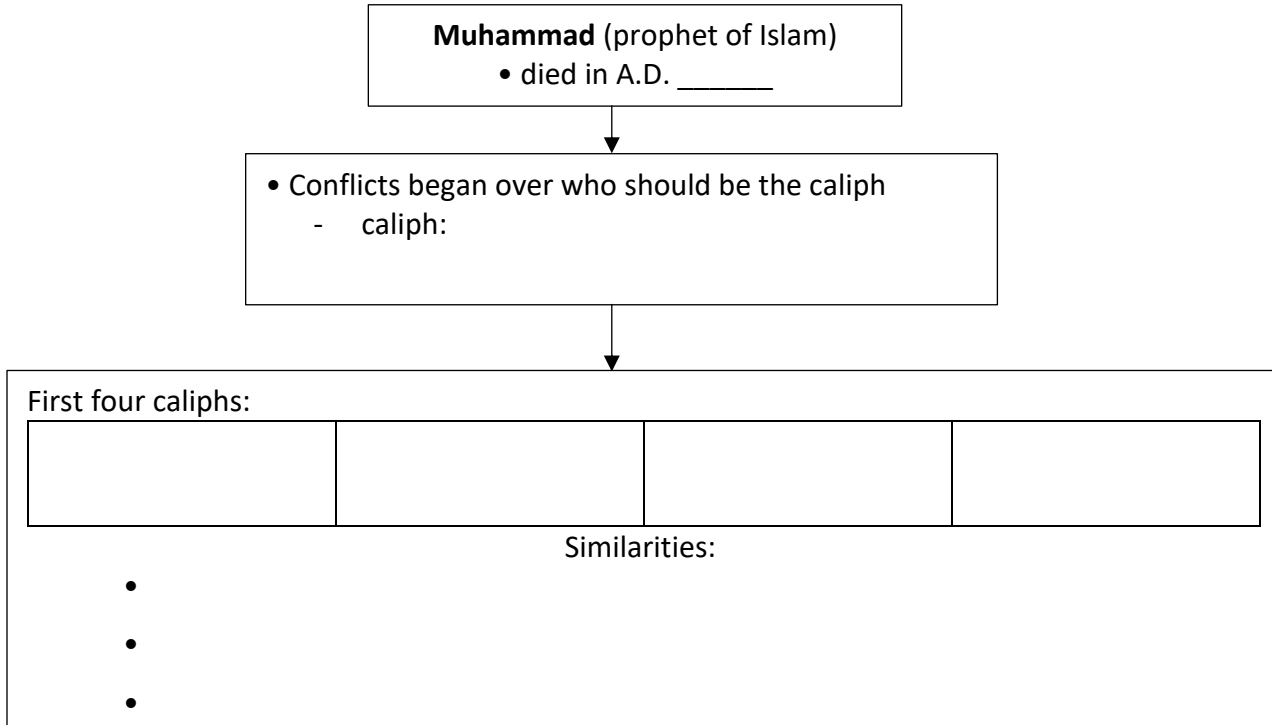 Muhammad (prophet of Islam)
• died in A.D. ______
• Conflicts began over who should be the caliph
- caliph:
First four caliphs:
Similarities:
•
•
•